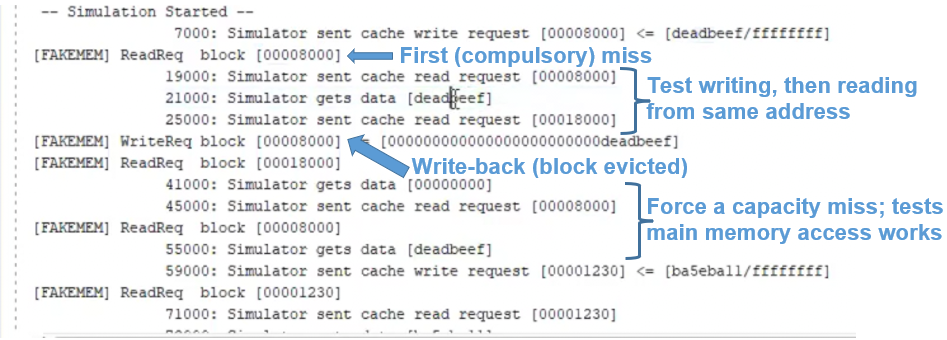 -- Simulation Started --
7000: Simulator sent cache write request [00008000] <= [deadbeef/ffffffff]
[FAKEMEM] ReadReq block [00008000]
First (compulsory) miss
19000: Simulator sent cache read request [00008000]
21000: Simulator gets data [deadbeef]
25000: Simulator sent cache read request [00018000]
Test writing, then reading
from same address
[FAKEMEM] WriteReq block [00008000] = [000000000000000000000000deadbeef]
Write-back (block evicted)
[FAKEMEM] ReadReq block [00018000]
41000: Simulator gets data [00000000]
45000: Simulator sent cache read request [00008000]
[FAKEMEM] ReadReq block [00008000]
55000: Simulator gets data [deadbeef]
Force a capacity miss; tests
main memory access works
59000: Simulator sent cache write request [00001230] <= [ba5eba11/ffffffff]
[FAKEMEM] ReadReq block [00001230]
71000: Simulator sent cache read request [00001230]